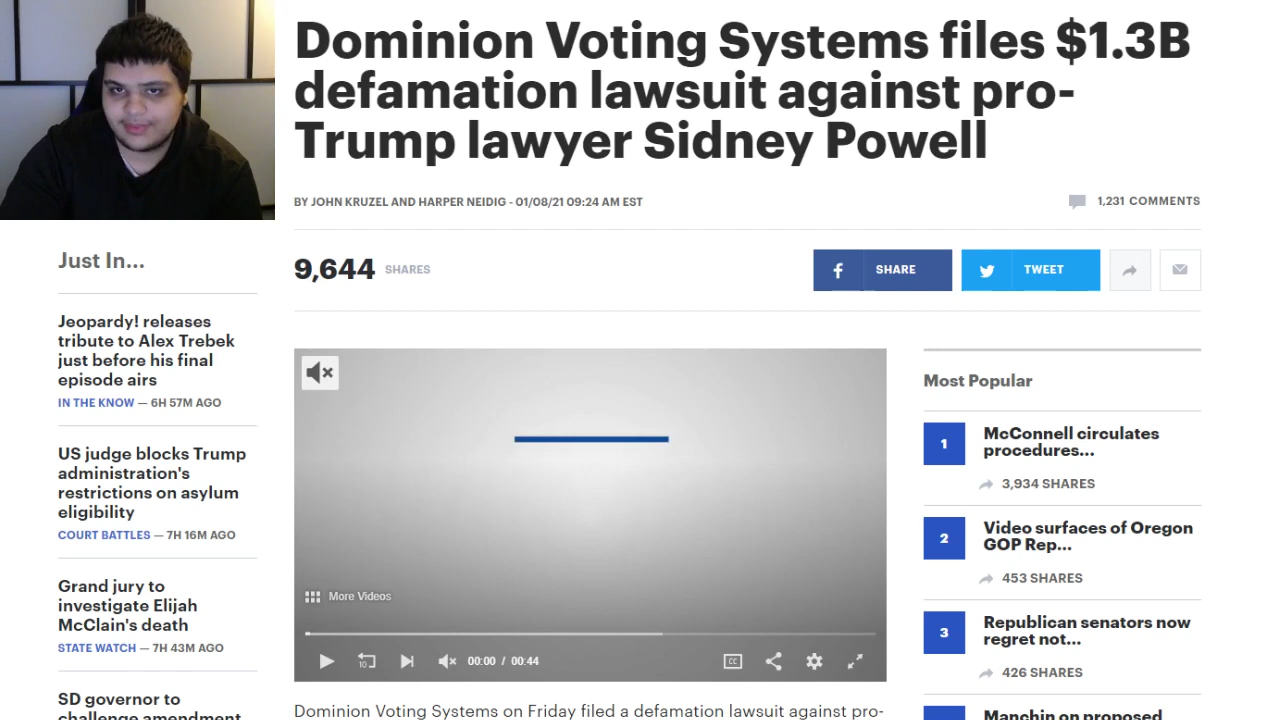 Dominion Voting Systems files $1.3B
defamation lawsuit against pro-
Trump lawyer Sidney Powell
BY JOHN KRUZEL AND HARPER NEIDIG - 01/08/21 09:24 AM EST
1,231 COMMENTS
9,644 SHARES
SHARE
TWEET
Just In...
Jeopardy! releases
tribute to Alex Trebek
just before his final
episode airs
IN THE KNOW — 6H 57M AGO
US judge blocks Trump
administration's
restrictions on asylum
eligibility
COURT BATTLES — 7H 16M AGO
Grand jury to
investigate Elijah
McClain's death
STATE WATCH — 7H 43M AGO
SD governor to
challenge amendment
More Videos
10
00:00 / 00:44
CC
Dominion Voting Systems on Friday filed a defamation lawsuit against pro-
Most Popular
1
McConnell circulates
procedures...
3,934 SHARES
2
Video surfaces of Oregon
GOP Rep...
453 SHARES
3
Republican senators now
regret not...
426 SHARES
Manchin on proposed